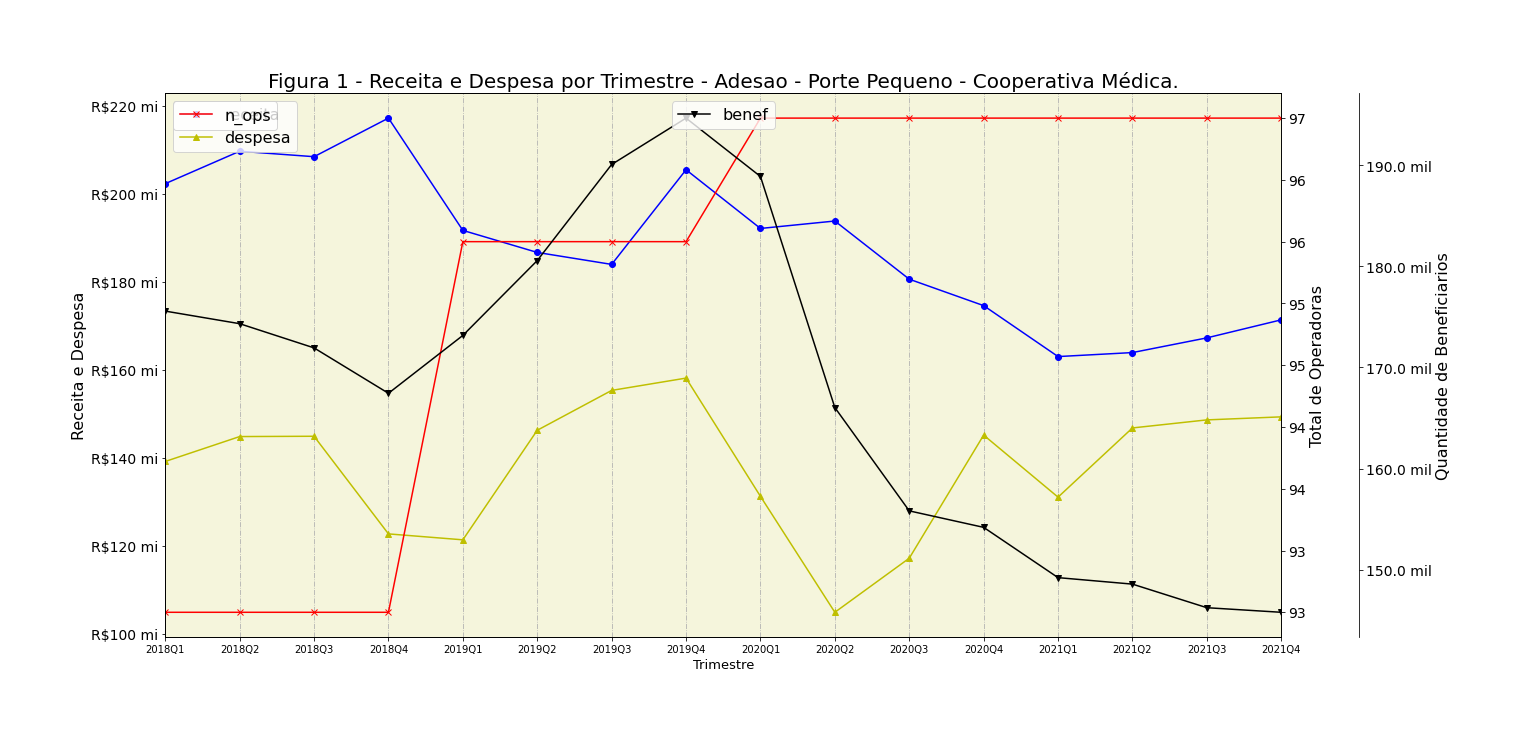 Figura 1 - Receita e Despesa por Trimestre - Adesao - Porte Pequeno - Cooperativa Médica.
n_ops
despesa
benef
Receita e Despesa
R$220 mi
R$200 mi
R$180 mi
R$160 mi
R$140 mi
R$120 mi
R$100 mi
97
96
96
95
95
94
94
93
93
Total de Operadoras
190.0 mil
180.0 mil
170.0 mil
160.0 mil
150.0 mil
Quantidade de Beneficiarios
2018Q1 2018Q2 2018Q3 2018Q4 2019Q1 2019Q2 2019Q3 2019Q4 2020Q1 2020Q2 2020Q3 2020Q4 2021Q1 2021Q2 2021Q3 2021Q4
Trimestre